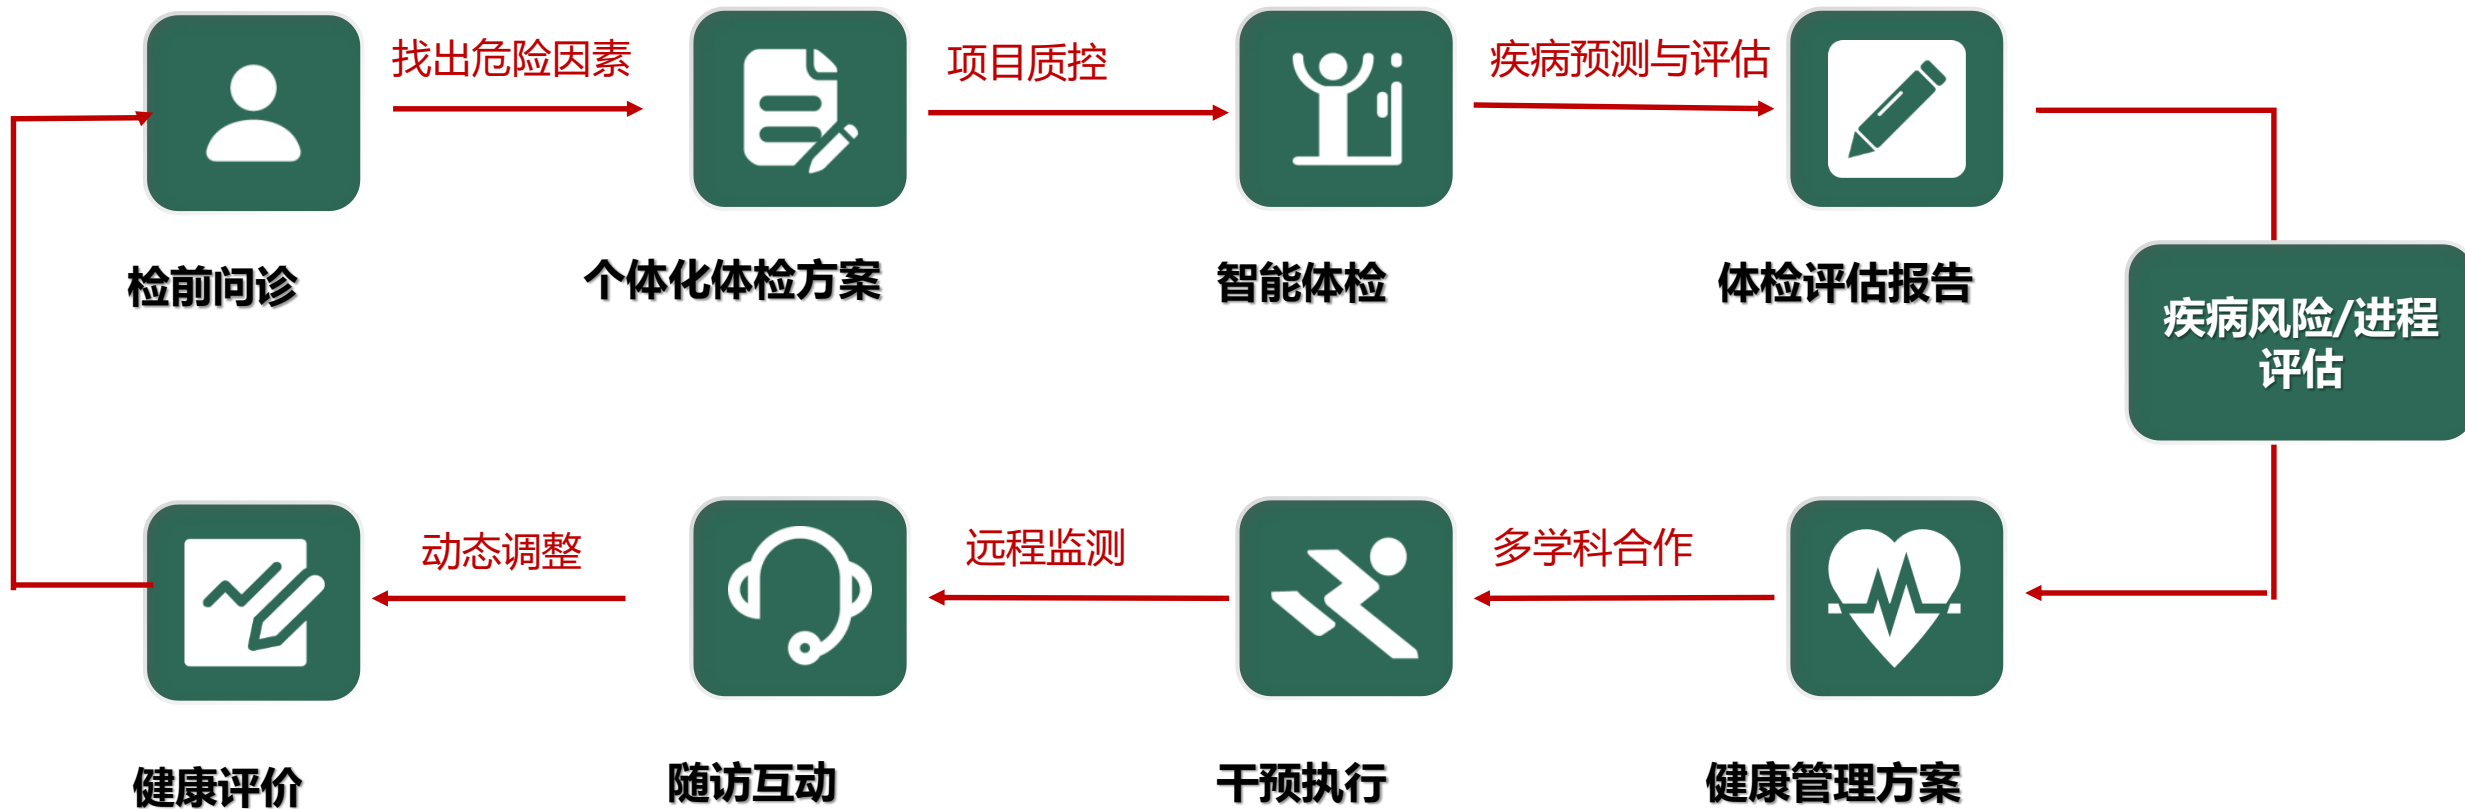 找出危险因素
项目质控
疾病预测与评估
检前问诊
个体化体检方案
智能体检
体检评估报告
疾病风险/进程
评估
动态调整
远程监测
多学科合作
健康评价
随访互动
干预执行
健康管理方案